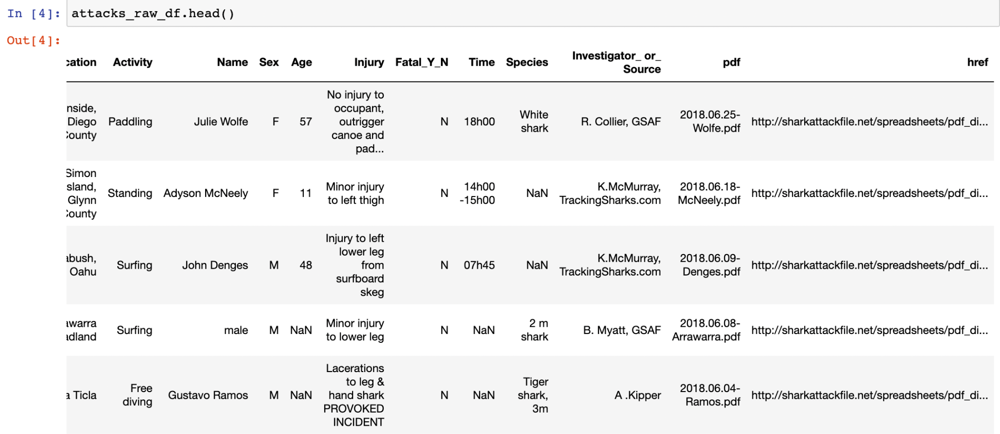 In [4]: attacks_raw_df.head()
Out[4]:
cation Activity Name Sex Age Injury Fatal_Y_N Time Species Investigator_ or_ pdf href
Source
No injury to
nside, occupant, White 2018.06.25-
Diego Paddling Julie Wolfe F 57 outrigger N 18h00 shark R. Collier, GSAF Wolfe.pdf http://sharkattackfile.net/spreadsheets/pdf_di...
County canoe and
pad...
Simon
sland, Minor injury 14h00 K.McMurray, 2018.06.18-
Glynn Standing Adyson McNeely F 11 to left thigh N -15h00 NaN TrackingSharks.com McNeely.pdf http://sharkattackfile.net/spreadsheets/pdf_di...
County
Injury to left
lower leg
abush, from K.McMurray, 2018.06.09-
Oahu Surfing John Denges M 48 surfboard N 07h45 NaN TrackingSharks.com Denges.pdf http://sharkattackfile.net/spreadsheets/pdf_di...
skeg
awarra Minor injury 2 m 2018.06.08-
adland Surfing male M NaN to lower leg N NaN shark B. Myatt, GSAF Arrawarra.pdf http://sharkattackfile.net/spreadsheets/pdf_di...
Lacerations
to leg & Tiger
a Ticla Free diving Gustavo Ramos M NaN hand shark N NaN shark, A .Kipper 2018.06.04-Ramos.pdf http://sharkattackfile.net/spreadsheets/pdf_di...
PROVOKED 3m
INCIDENT